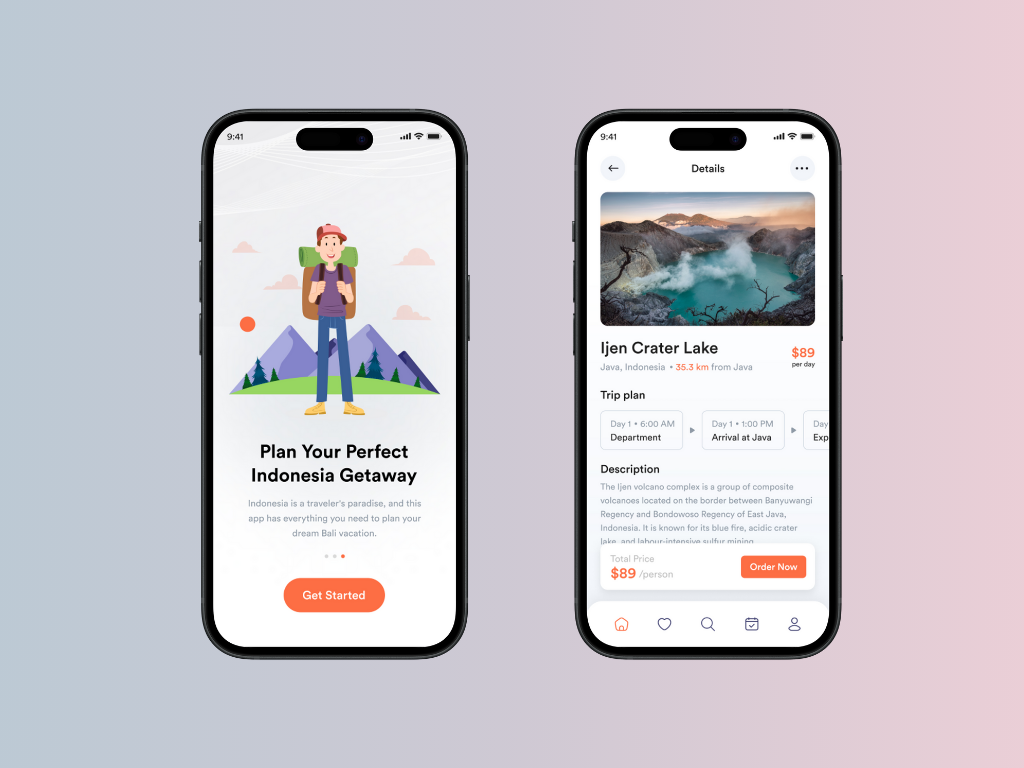 9:41
Plan Your Perfect
Indonesia Getaway
Indonesia is a traveler's paradise, and this
app has everything you need to plan your
dream Bali vacation.
Get Started
9:41
Details
Ijen Crater Lake
$89
Java, Indonesia • 35.3 km from Java
per day
Trip plan
Day 1 • 6:00 AM
Department
Day 1 • 1:00 PM
Arrival at Java
Day
Exp
Description
The Ijen volcano complex is a group of composite
volcanoes located on the border between Banyuwangi
Regency and Bondowoso Regency of East Java,
Indonesia. It is known for its blue fire, acidic crater
lake, and labour-intensive sulfur mining
Total Price
$89 /person
Order Now